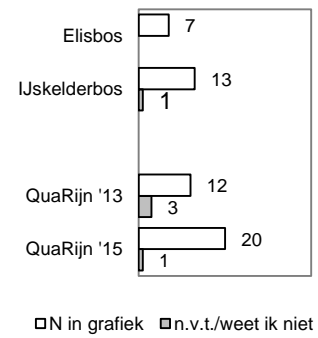 Elisbos 7
IJskelderbos 13
1
QuaRijn '13 12
3
QuaRijn '15 20
1
N in grafiek n.v.t./weet ik niet